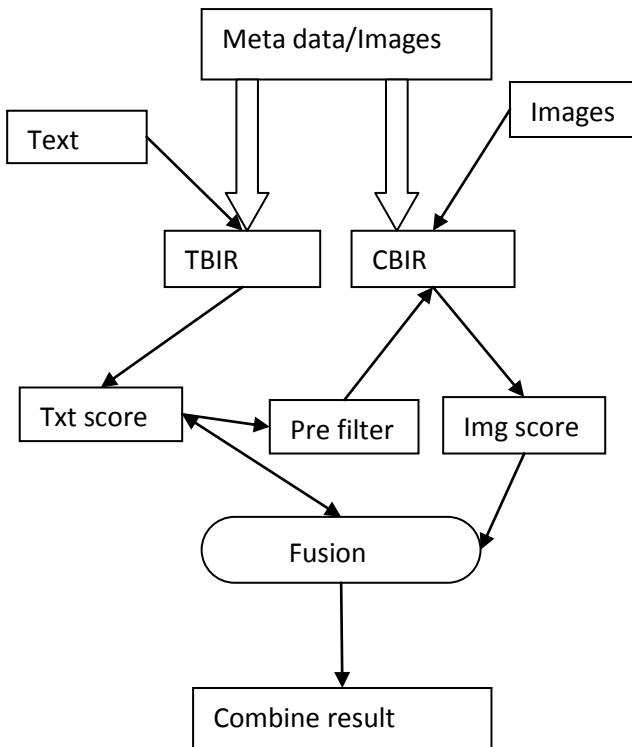 Meta data/Images
Text
Images
TBIR
CBIR
Txt score
Pre filter
Img score
Fusion
Combine result